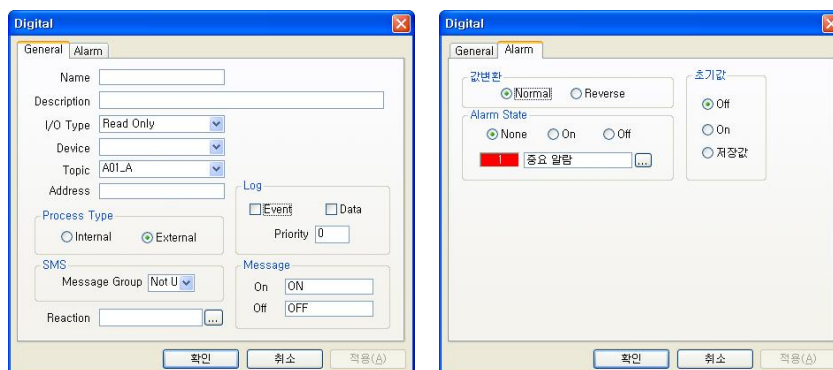 Digital
General Alarm
Name
Description
I/O Type Read Only
Device
Topic A01_A
Address
Process Type
Internal External
SMS
Message Group Not U
Reaction ...
Log
Event Data
Priority 0
Message
On ON
Off OFF
확인 취소 적용(A)
Digital
General Alarm
값변환
Normal Reverse
Alarm State
None On Off
1 중요 알람 ...
초기값
Off
On
저장값
확인 취소 적용(A)